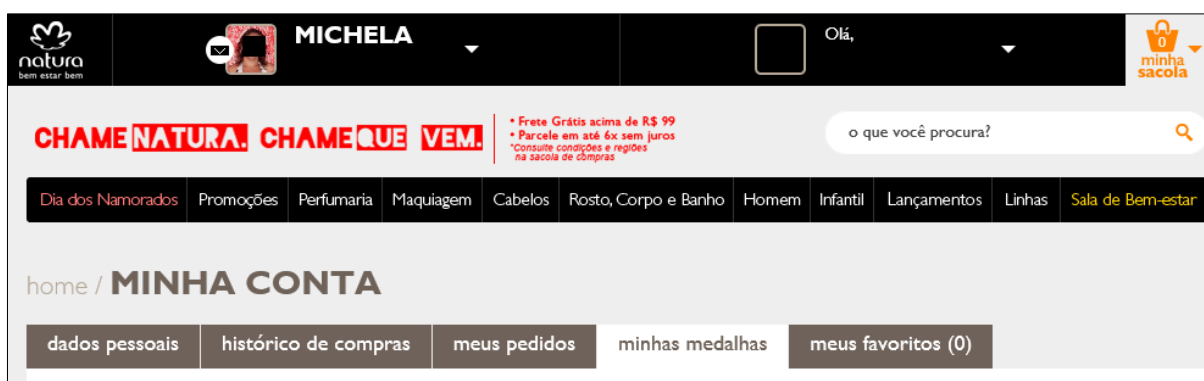 natura
bem estar bem
MICHELA
Olá,
0
minha
sacola
CHAME NATURA. CHAME QUE VEM.
• Frete Grátis acima de R$ 99
• Parcele em até 6x sem juros
*Consulte condições e regiões
na sacola de compras
o que você procura?
Dia dos Namorados Promoções Perfumaria Maquiagem Cabelos Rosto, Corpo e Banho Homem Infantil Lançamentos Linhas Sala de Bem-estar
home / MINHA CONTA
dados pessoais histórico de compras meus pedidos minhas medalhas meus favoritos (0)